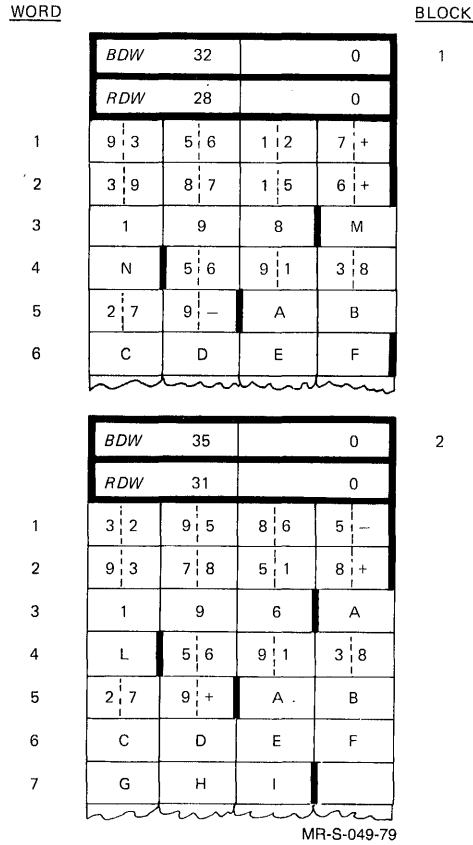 WORD BLOCK
BDW 32 0 1
RDW 28 0
1 9 3 5 6 1 2 7 +
2 3 9 8 7 1 5 6 +
3 1 9 8 M
4 N 5 6 9 1 3 8
5 2 7 9 – A B
6 C D E F
BDW 35 0 2
RDW 31 0
1 3 2 9 5 8 6 5 –
2 9 3 7 8 5 1 8 +
3 1 9 6 A
4 L 5 6 9 1 3 8
5 2 7 9 + A B
6 C D E F
7 G H I
MR-S-049-79